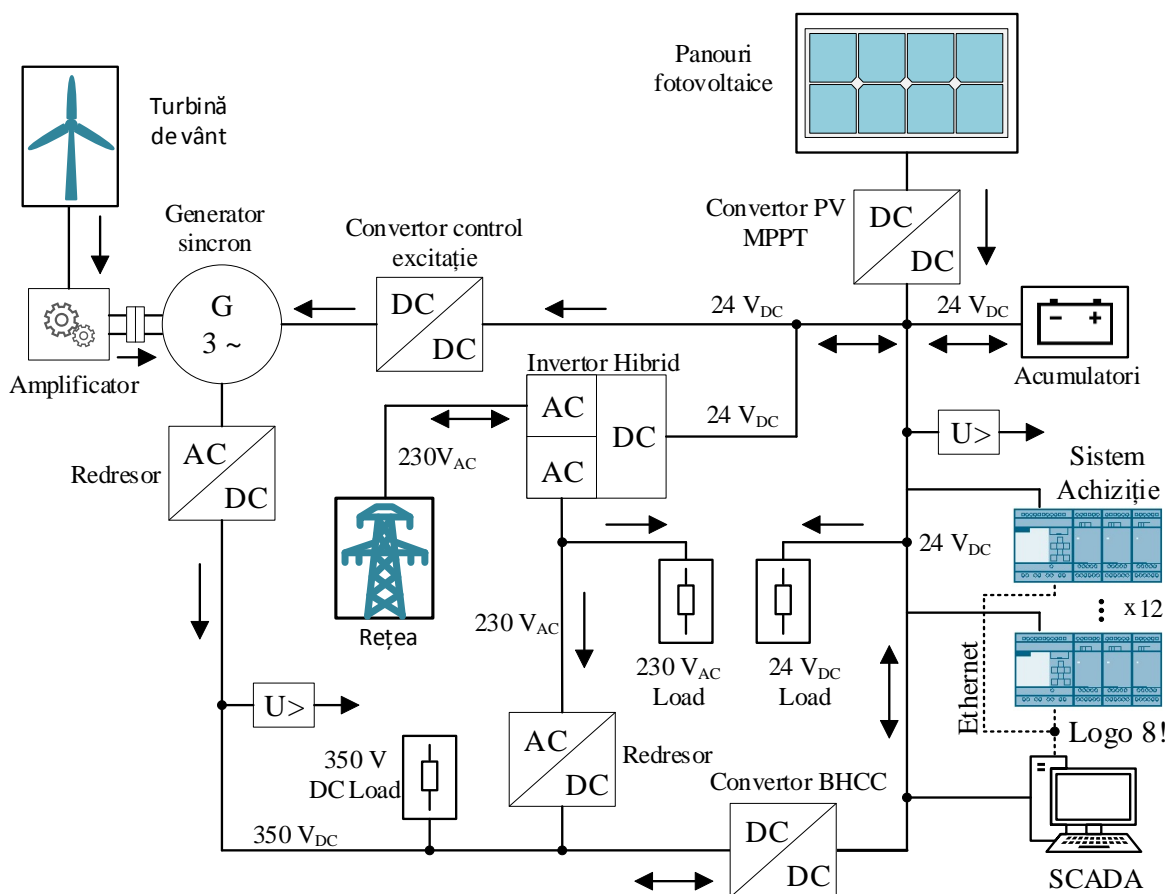 Panouri
fotovoltaice
Turbină
de vânt
Generator
sincron
Convertor control
excitație
Convertor PV
MPPT
DC
DC
G
3 ~
DC
DC
24 VDC
24 VDC
Amplificator
Invertor Hibrid
Acumulatori
AC
AC
DC
24 VDC
230VAC
U>
Redresor
AC
DC
Sistem
Achiziție
24 VDC
x12
Rețea
230 VAC
230 VAC
Load
24 VDC
Load
Ethernet
Logo 8!
U>
350 V
DC Load
AC
DC
Redresor
Convertor BHCC
DC
DC
350 VDC
SCADA